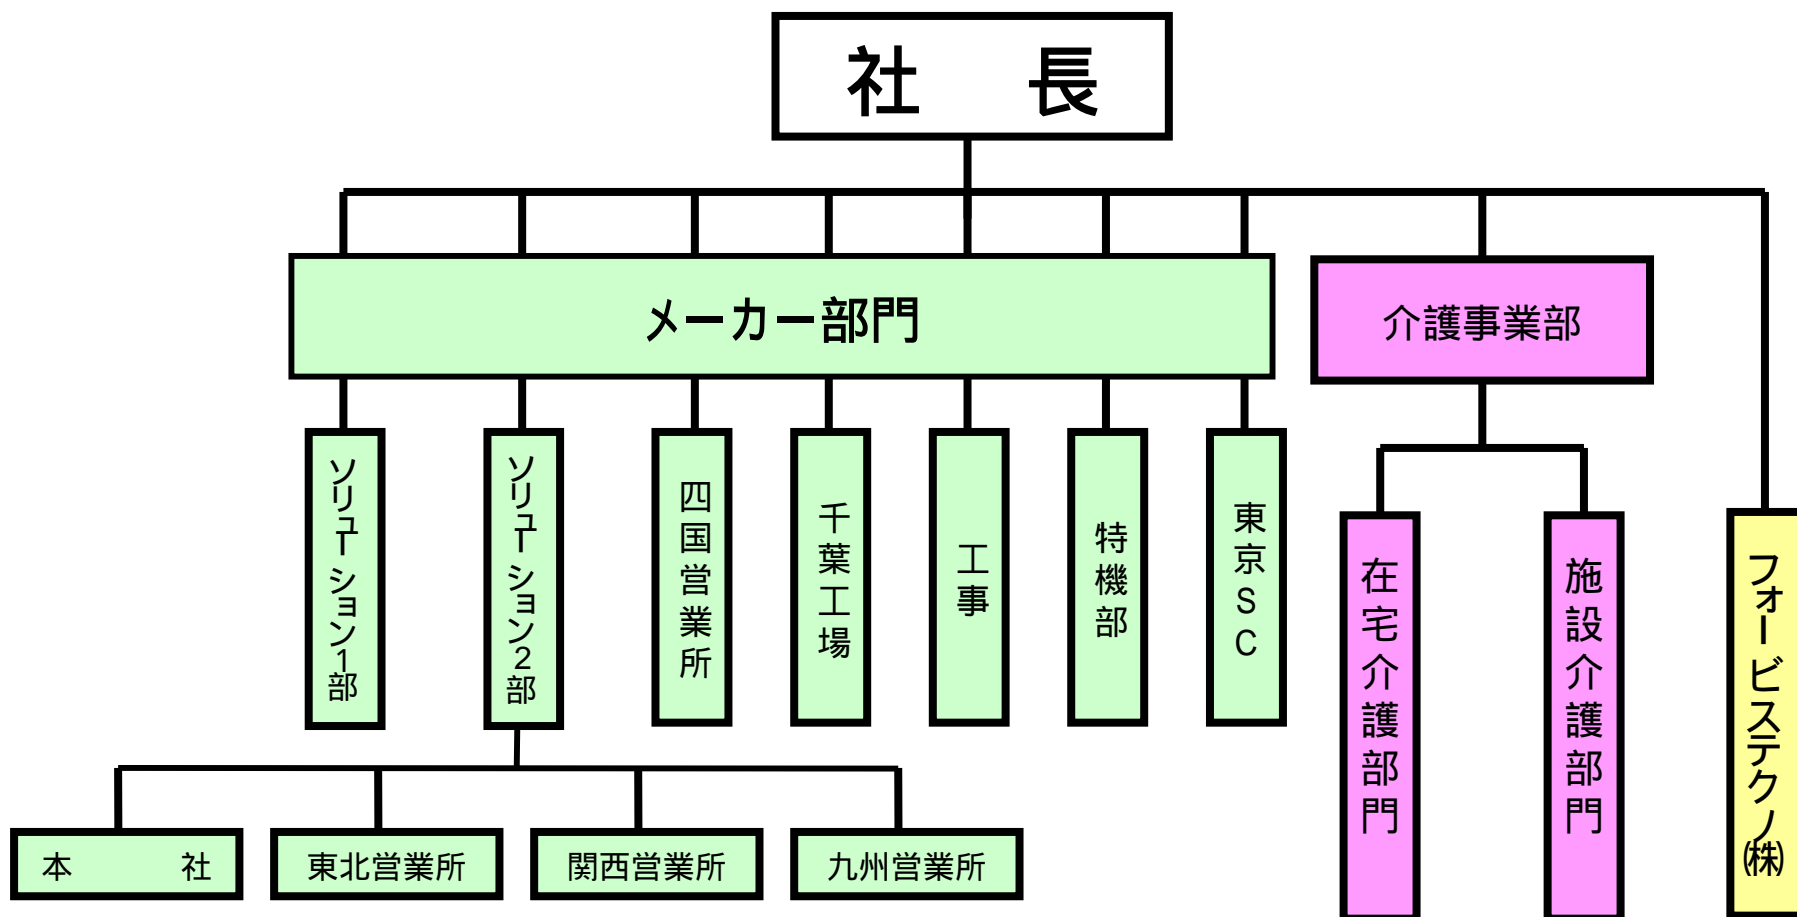 社　長
メーカー部門
介護事業部
ソリューション1部
ソリューション2部
四国営業所
千葉工場
工事
特機部
東京SC
在宅介護部門
施設介護部門
フォービステクノ(株)
本　社
東北営業所
関西営業所
九州営業所